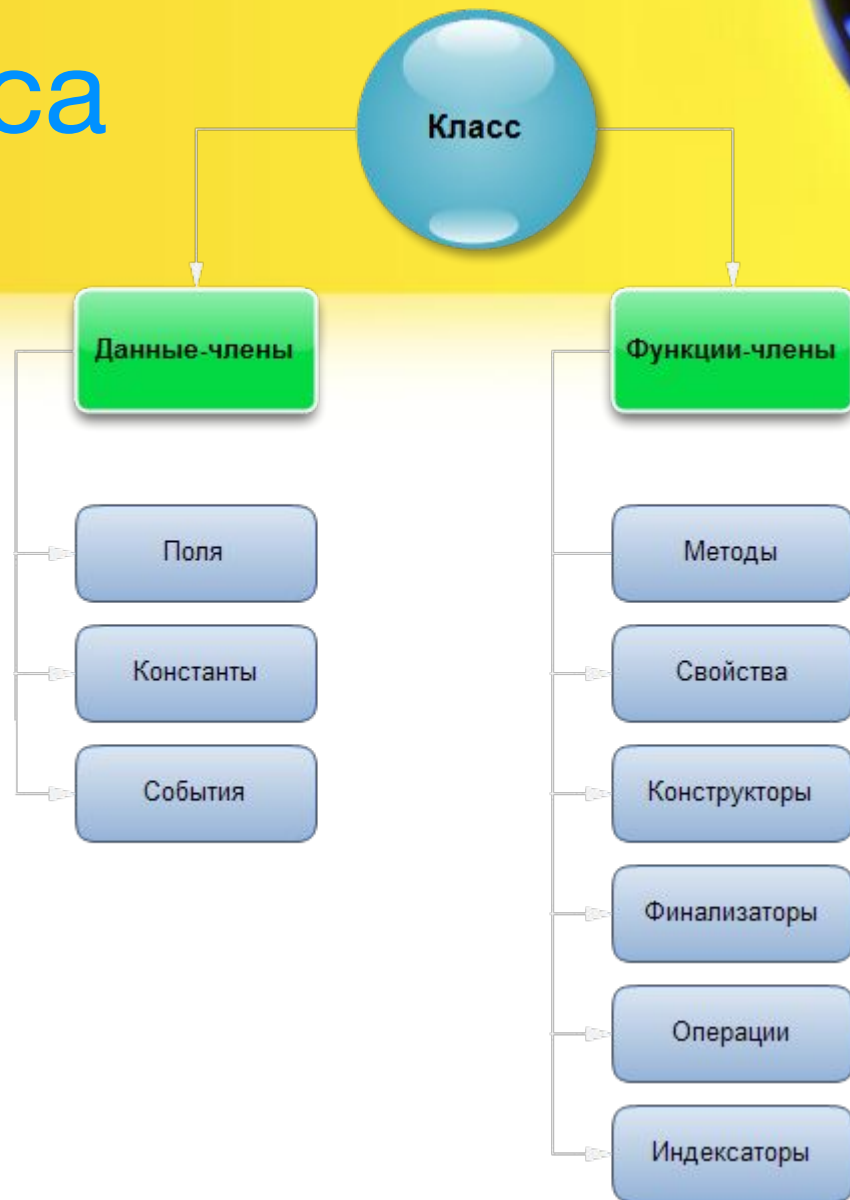 са
Класс
Данные-члены
Поля
Константы
События
Функции-члены
Методы
Свойства
Конструкторы
Финализаторы
Операции
Индексаторы